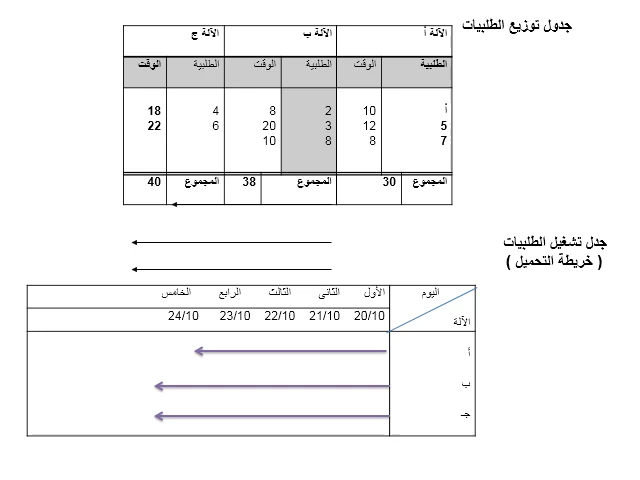 جدول توزيع الطلبيات
الآلة أ الآلة ب الآلة ج
الطلبية الوقت الطلبية الوقت الطلبية الوقت
أ 10 2 8 4 18
5 12 3 20 6 22
7 8 8 10
المجموع 30 المجموع 38 المجموع 40
جدل تشغيل الطلبيات
( خريطة التحميل )
اليوم الأول الثانى الثالث الرابع الخامس
الآلة 20/10 21/10 22/10 23/10 24/10
أ
ب
جـ